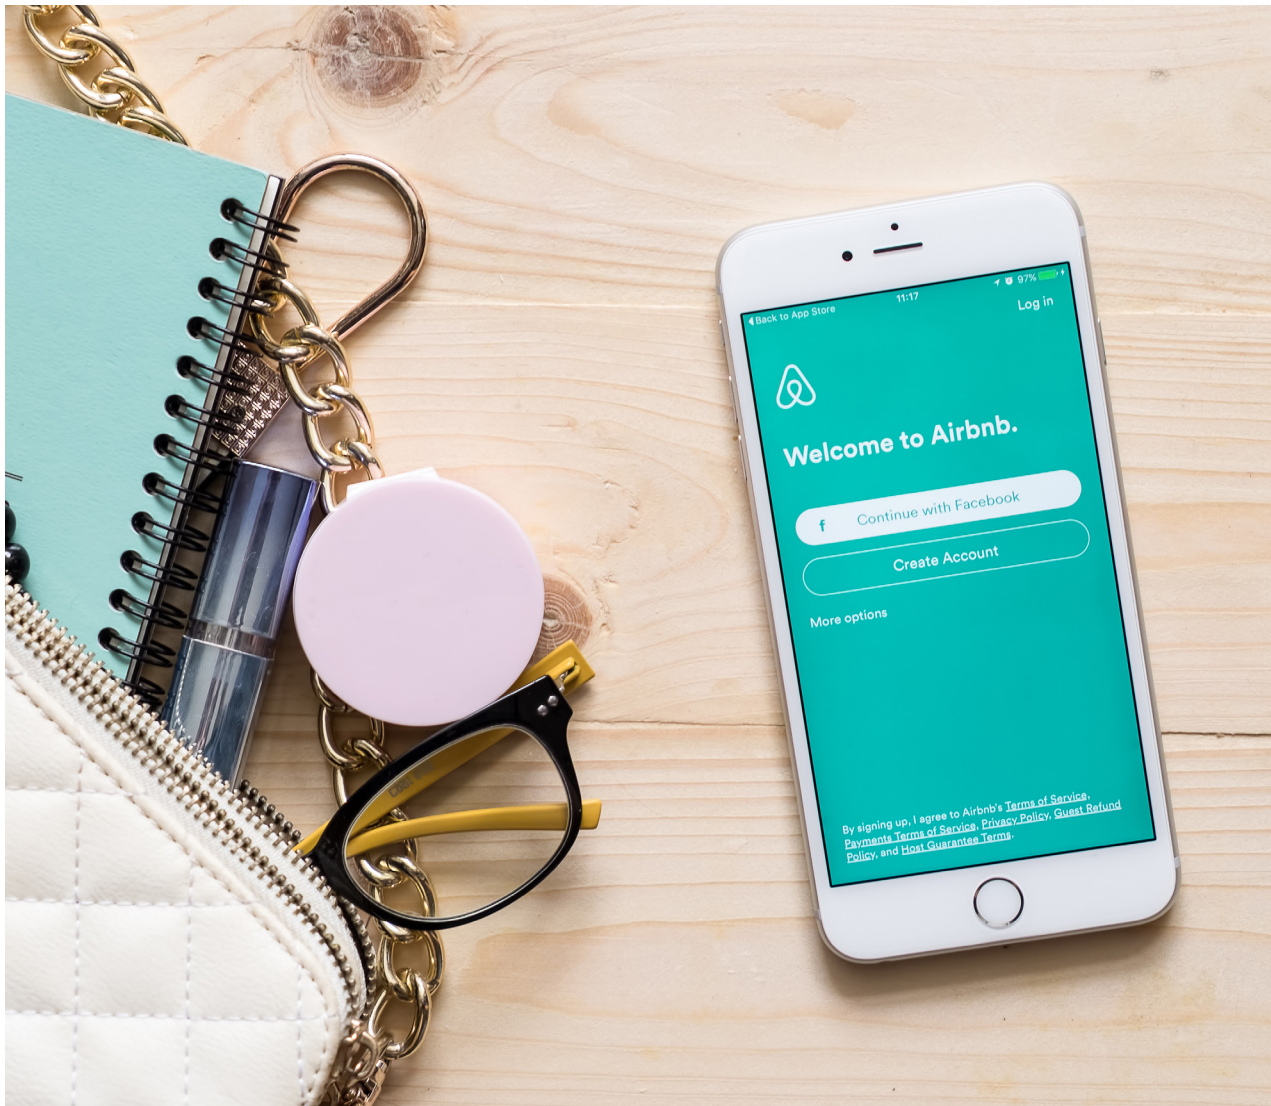 Back to App Store
11:17
97%
Log in
Welcome to Airbnb.
f Continue with Facebook
Create Account
More options
By signing up, I agree to Airbnb's Terms of Service,
Payments Terms of Service, Privacy Policy, Guest Refund
Policy, and Host Guarantee Terms.